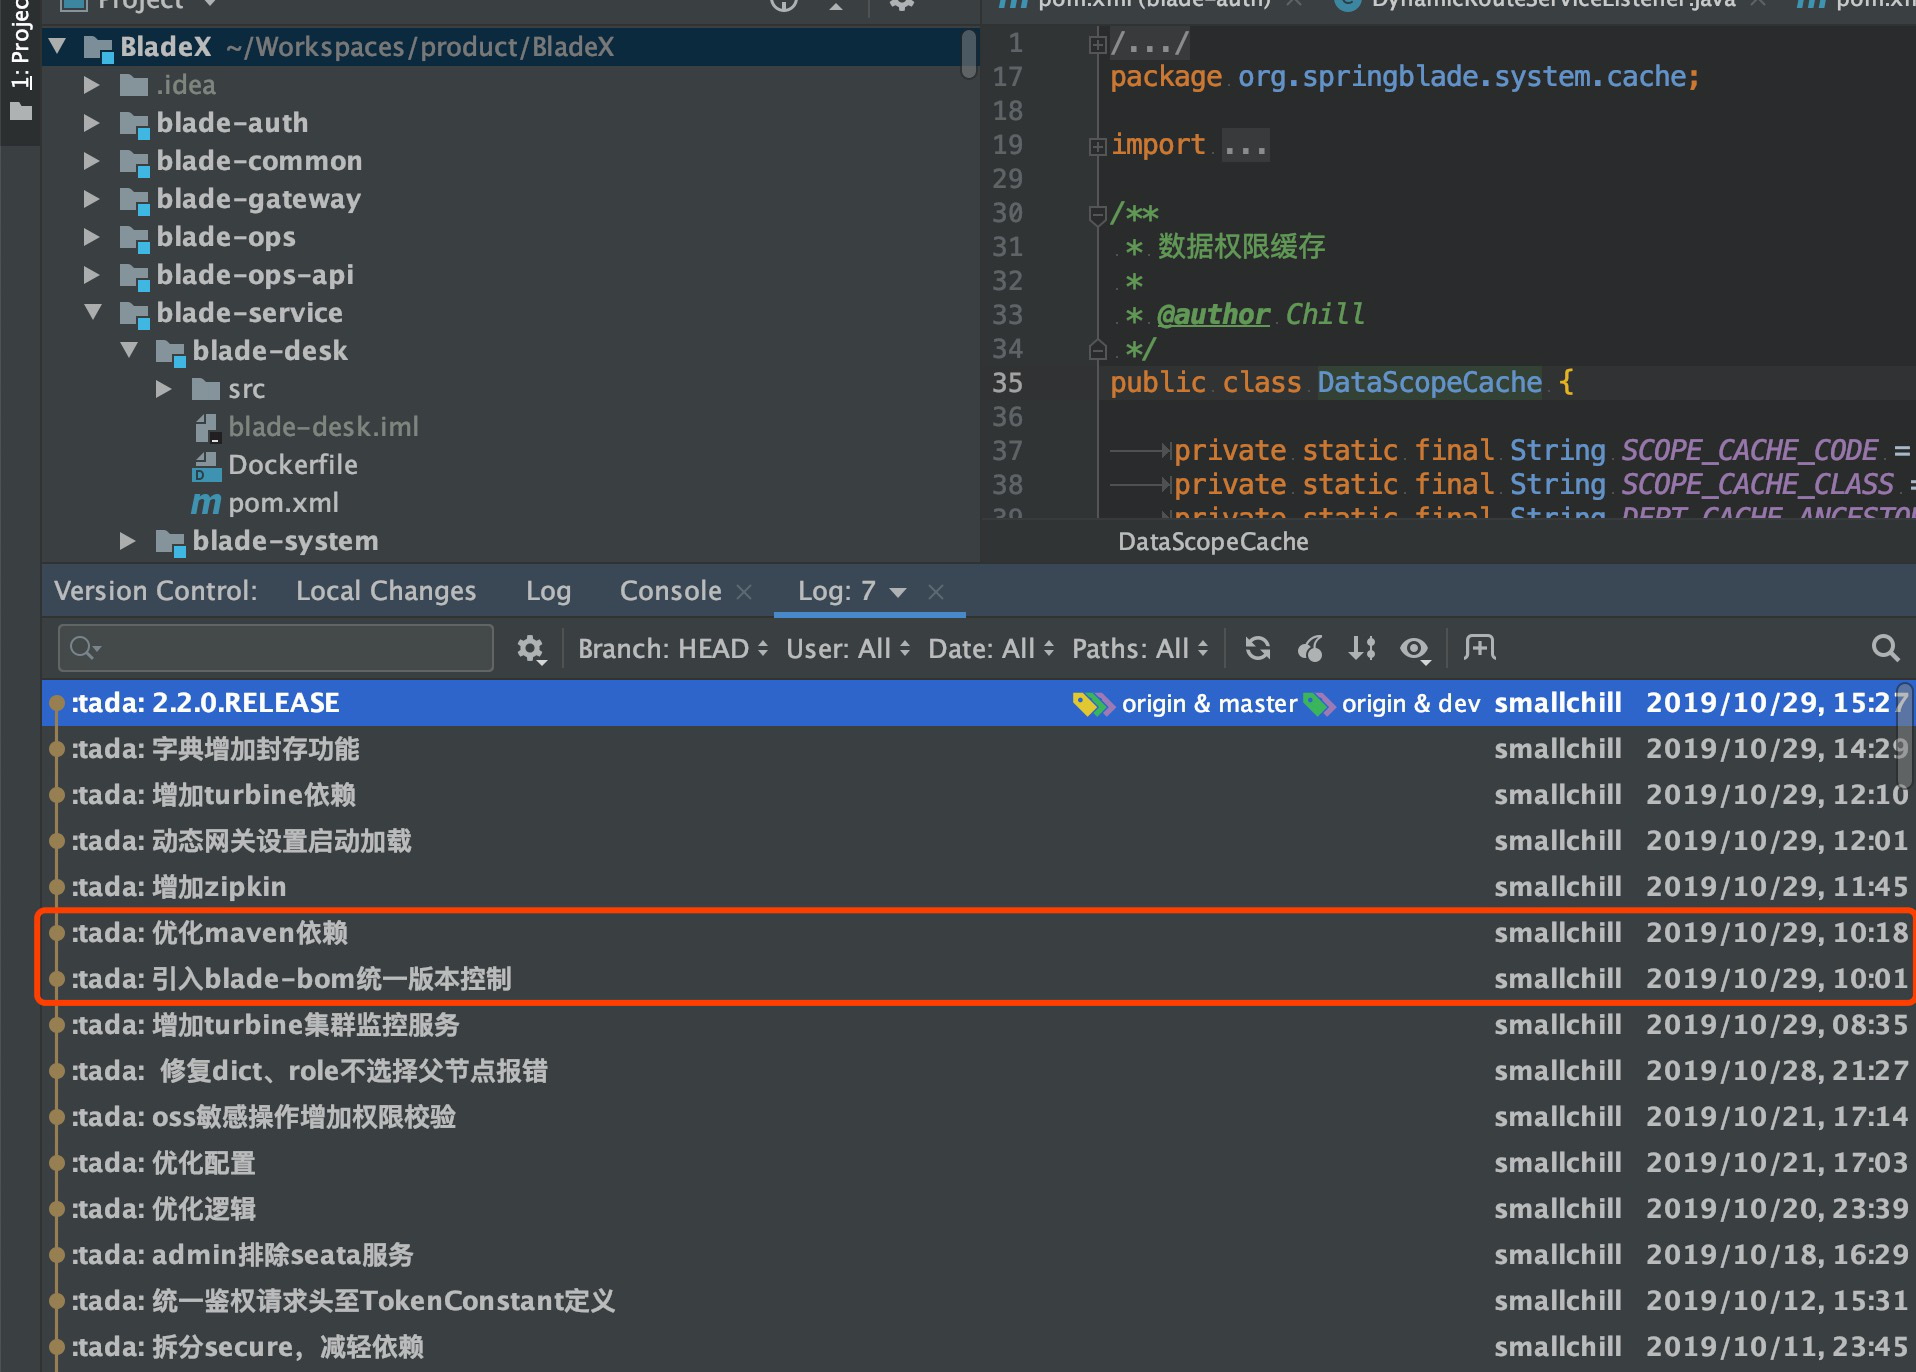 1: Project
Project
BladeX ~/Workspaces/product/BladeX
.idea
blade-auth
blade-common
blade-gateway
blade-ops
blade-ops-api
blade-service
blade-desk
src
blade-desk.iml
Dockerfile
pom.xml
blade-system
pom.xml (blade-auth) DynamicRouteServiceListener.java
1 /.../
17 package org.springblade.system.cache;
18
19 import ...
29
30 /**
31 * 数据权限缓存
32 *
33 * @author Chill
34 */
35 public class DataScopeCache {
36
37 private static final String SCOPE_CACHE_CODE =
38 private static final String SCOPE_CACHE_CLASS =
39 private static final String DEPT_CACHE_ANCESTO
DataScopeCache
Version Control: Local Changes Log Console Log: 7
Branch: HEAD User: All Date: All Paths: All
:tada: 2.2.0.RELEASE origin & master origin & dev smallchill 2019/10/29, 15:27
:tada: 字典增加封存功能 smallchill 2019/10/29, 14:29
:tada: 增加turbine依赖 smallchill 2019/10/29, 12:10
:tada: 动态网关设置启动加载 smallchill 2019/10/29, 12:01
:tada: 增加zipkin smallchill 2019/10/29, 11:45
:tada: 优化maven依赖 smallchill 2019/10/29, 10:18
:tada: 引入blade-bom统一版本控制 smallchill 2019/10/29, 10:01
:tada: 增加turbine集群监控服务 smallchill 2019/10/29, 08:35
:tada: 修复dict、role不选择父节点报错 smallchill 2019/10/28, 21:27
:tada: oss敏感操作增加权限校验 smallchill 2019/10/21, 17:14
:tada: 优化配置 smallchill 2019/10/21, 17:03
:tada: 优化逻辑 smallchill 2019/10/20, 23:39
:tada: admin排除seata服务 smallchill 2019/10/18, 16:29
:tada: 统一鉴权请求头至TokenConstant定义 smallchill 2019/10/12, 15:31
:tada: 拆分secure，减轻依赖 smallchill 2019/10/11, 23:45